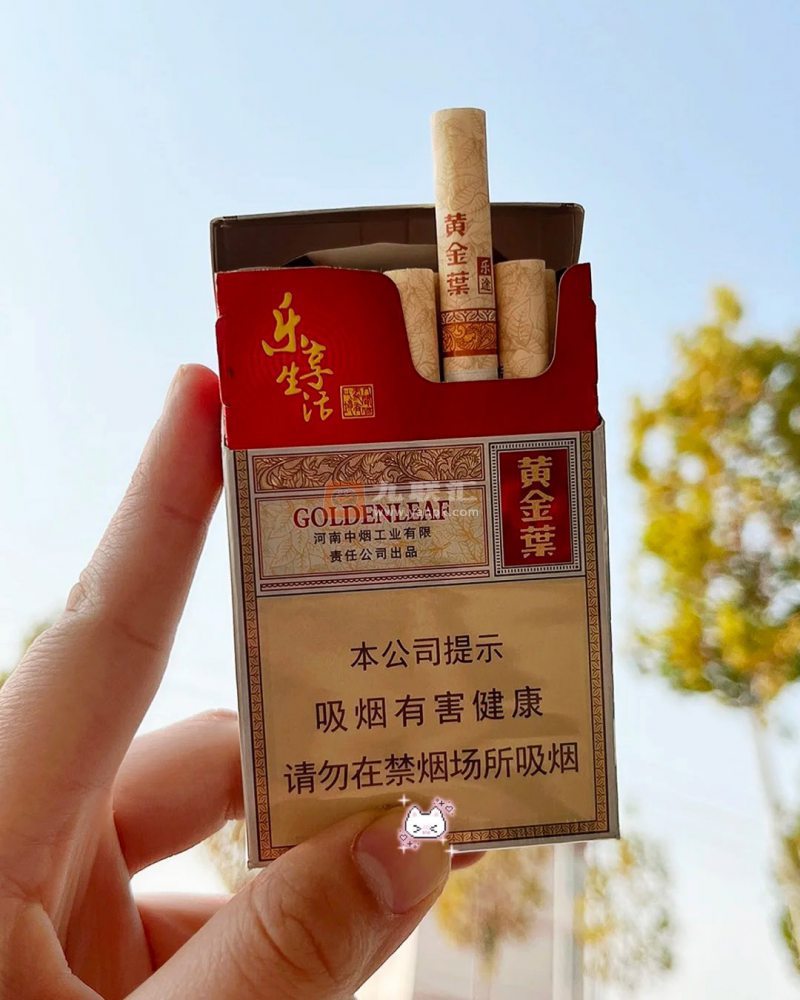 黄金葉
乐途
乐享
生活
GOLDENLEAF
河南中烟工业有限
责任公司出品
黄金葉
本公司提示
吸烟有害健康
请勿在禁烟场所吸烟